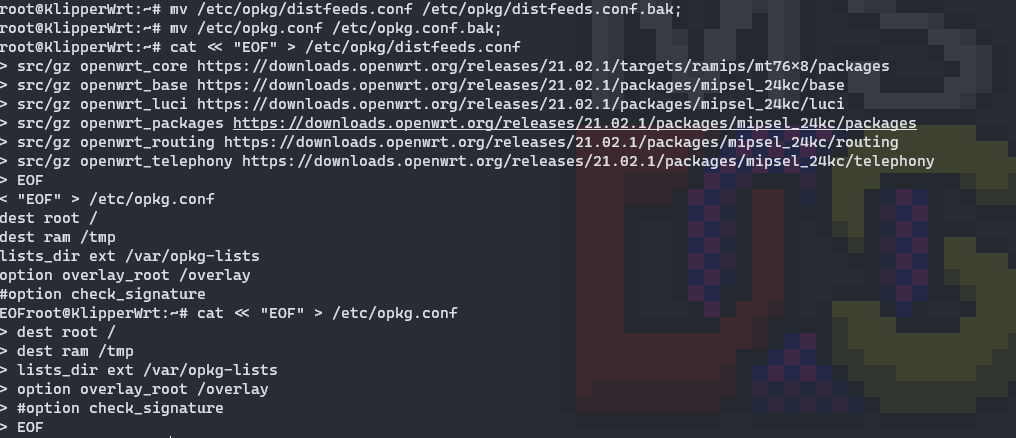 root@KlipperWrt:~# mv /etc/opkg/distfeeds.conf /etc/opkg/distfeeds.conf.bak;
root@KlipperWrt:~# mv /etc/opkg.conf /etc/opkg.conf.bak;
root@KlipperWrt:~# cat << "EOF" > /etc/opkg/distfeeds.conf
> src/gz openwrt_core https://downloads.openwrt.org/releases/21.02.1/targets/ramips/mt76x8/packages
> src/gz openwrt_base https://downloads.openwrt.org/releases/21.02.1/packages/mipsel_24kc/base
> src/gz openwrt_luci https://downloads.openwrt.org/releases/21.02.1/packages/mipsel_24kc/luci
> src/gz openwrt_packages https://downloads.openwrt.org/releases/21.02.1/packages/mipsel_24kc/packages
> src/gz openwrt_routing https://downloads.openwrt.org/releases/21.02.1/packages/mipsel_24kc/routing
> src/gz openwrt_telephony https://downloads.openwrt.org/releases/21.02.1/packages/mipsel_24kc/telephony
> EOF
< "EOF" > /etc/opkg.conf
dest root /
dest ram /tmp
lists_dir ext /var/opkg-lists
option overlay_root /overlay
#option check_signature
EOFroot@KlipperWrt:~# cat << "EOF" > /etc/opkg.conf
> dest root /
> dest ram /tmp
> lists_dir ext /var/opkg-lists
> option overlay_root /overlay
> #option check_signature
> EOF